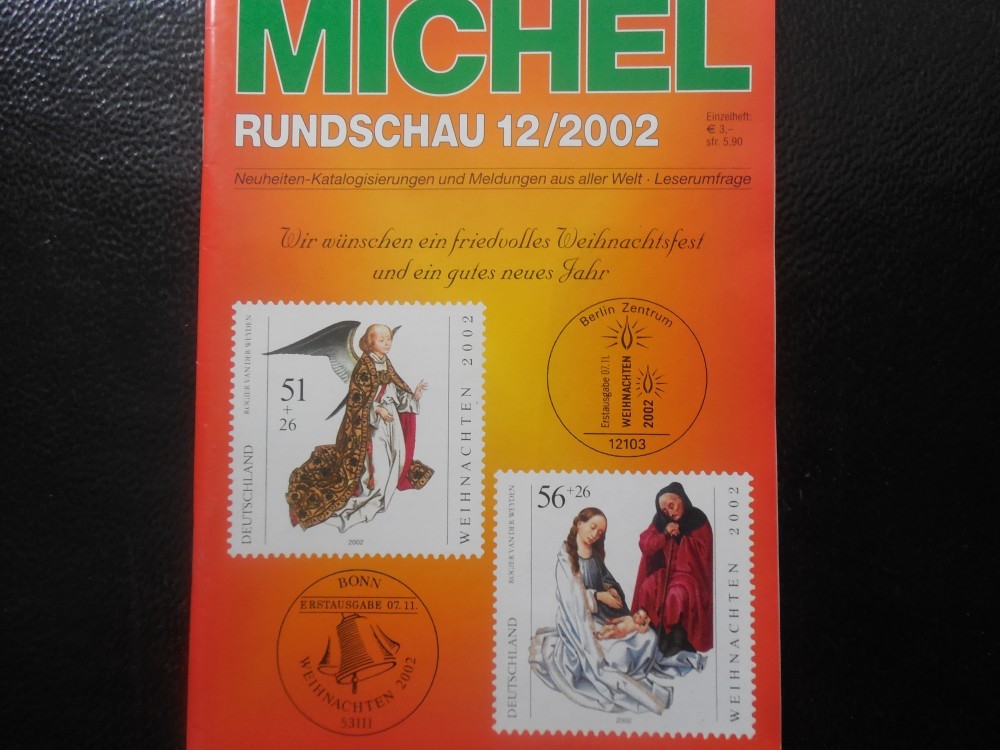 MICHEL
RUNDSCHAU 12/2002
Einzelheft:
€ 3,-
sfr. 5,90
Neuheiten-Katalogisierungen und Meldungen aus aller Welt · Leserumfrage
Wir wünschen ein friedvolles Weihnachtsfest
und ein gutes neues Jahr
ROGIER VAN DER WEYDEN
DEUTSCHLAND
51
+
26
WEIHNACHTEN 2002
2002
Berlin Zentrum
Erstausgabe 07.11.
WEIHNACHTEN
2002
12103
ROGIER VAN DER WEYDEN
DEUTSCHLAND
56+26
WEIHNACHTEN 2002
2002
BONN
ERSTAUSGABE 07.11.
WEIHNACHTEN 2002
53111